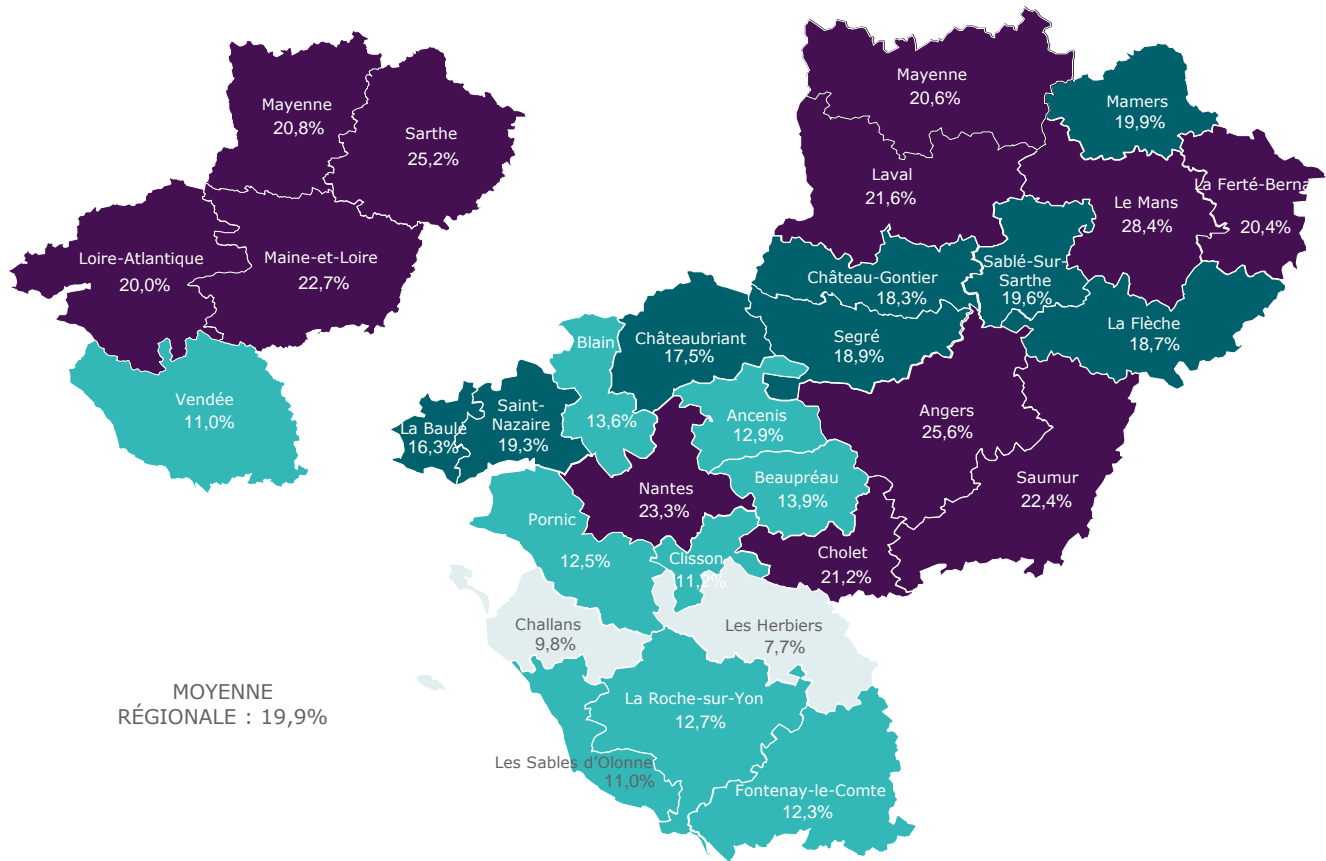 Mayenne
20,8%
Sarthe
25,2%
Loire-Atlantique
20,0%
Maine-et-Loire
22,7%
Vendée
11,0%
Mayenne
20,6%
Mamers
19,9%
Laval
21,6%
Le Mans
28,4%
La Ferté-Berna
20,4%
Château-Gontier
18,3%
Sablé-Sur-
Sarthe
19,6%
La Flèche
18,7%
Châteaubriant
17,5%
Segré
18,9%
Blain
13,6%
La Baule
16,3%
Saint-
Nazaire
19,3%
Ancenis
12,9%
Angers
25,6%
Beaupréau
13,9%
Saumur
22,4%
Nantes
23,3%
Pornic
12,5%
Clisson
11,2%
Cholet
21,2%
Challans
9,8%
Les Herbiers
7,7%
La Roche-sur-Yon
12,7%
Les Sables d’Olonne
11,0%
Fontenay-le-Comte
12,3%
MOYENNE
RÉGIONALE : 19,9%